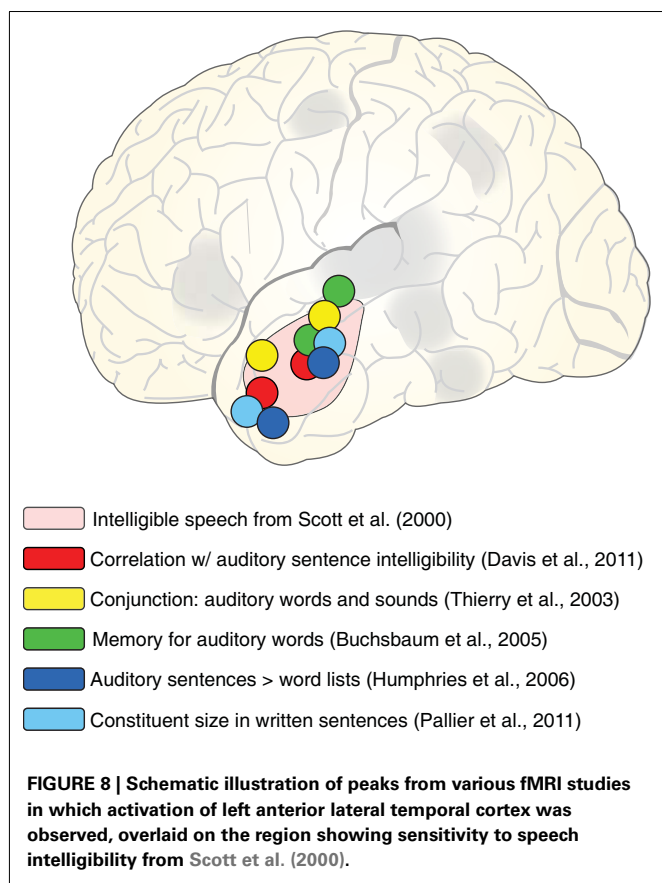 Intelligible speech from Scott et al. (2000)
Correlation w/ auditory sentence intelligibility (Davis et al., 2011)
Conjunction: auditory words and sounds (Thierry et al., 2003)
Memory for auditory words (Buchsbaum et al., 2005)
Auditory sentences > word lists (Humphries et al., 2006)
Constituent size in written sentences (Pallier et al., 2011)
FIGURE 8 | Schematic illustration of peaks from various fMRI studies
in which activation of left anterior lateral temporal cortex was
observed, overlaid on the region showing sensitivity to speech
intelligibility from Scott et al. (2000).